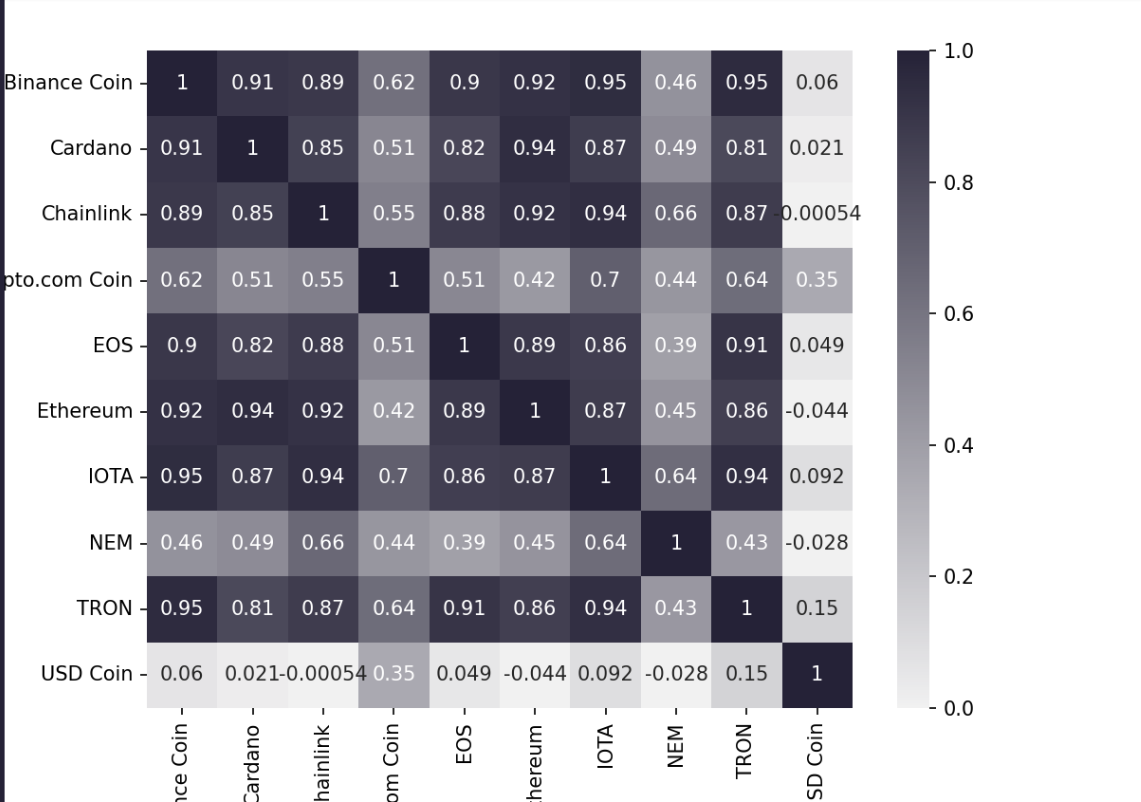 1.0
Binance Coin 1 0.91 0.89 0.62 0.9 0.92 0.95 0.46 0.95 0.06
Cardano 0.91 1 0.85 0.51 0.82 0.94 0.87 0.49 0.81 0.021
0.8
Chainlink 0.89 0.85 1 0.55 0.88 0.92 0.94 0.66 0.87 -0.00054
pto.com Coin 0.62 0.51 0.55 1 0.51 0.42 0.7 0.44 0.64 0.35
0.6
EOS 0.9 0.82 0.88 0.51 1 0.89 0.86 0.39 0.91 0.049
Ethereum 0.92 0.94 0.92 0.42 0.89 1 0.87 0.45 0.86 -0.044
0.4
IOTA 0.95 0.87 0.94 0.7 0.86 0.87 1 0.64 0.94 0.092
NEM 0.46 0.49 0.66 0.44 0.39 0.45 0.64 1 0.43 -0.028
0.2
TRON 0.95 0.81 0.87 0.64 0.91 0.86 0.94 0.43 1 0.15
USD Coin 0.06 0.021 -0.00054 0.35 0.049 -0.044 0.092 -0.028 0.15 1
0.0
nce Coin
Cardano
hainlink
om Coin
EOS
thereum
IOTA
NEM
TRON
SD Coin